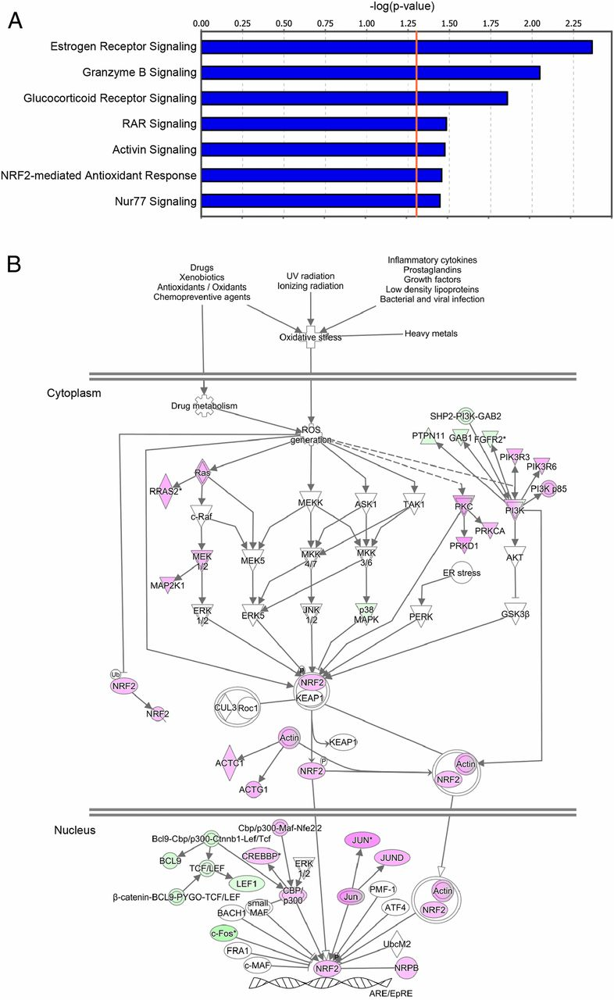 A
-log(p-value)
0.00 0.25 0.50 0.75 1.00 1.25 1.50 1.75 2.00 2.25
Estrogen Receptor Signaling
Granzyme B Signaling
Glucocorticoid Receptor Signaling
RAR Signaling
Activin Signaling
NRF2-mediated Antioxidant Response
Nur77 Signaling
B
Drugs
Xenobiotics
Antioxidants / Oxidants
Chemopreventive agents
UV radiation
Ionizing radiation
Inflammatory cytokines
Prostaglandins
Growth factors
Low density lipoproteins
Bacterial and viral infection
Oxidative stress
Heavy metals
Cytoplasm
Drug metabolism
ROS
generation
SHP2-PI3K-GAB2
PTPN11
GAB1
FGFR2*
PIK3R3
PIK3R6
PI3K p85
Ras
RRAS2*
c-Raf
MEKK
ASK1
TAK1
PKC
PRKCA
PRKD1
PI3K
MEK
1/2
MAP2K1
MEK5
MKK
4/7
MKK
3/6
AKT
ER stress
ERK
1/2
ERK5
JNK
1/2
p38
MAPK
PERK
GSK3β
Ub
NRF2
NRF2
P
NRF2
KEAP1
CUL3
Roc1
Actin
KEAP1
ACTC1
ACTG1
P
NRF2
Actin
NRF2
Nucleus
Cbp/p300-Maf-Nfe2l2
Bcl9-Cbp/p300-Ctnnb1-Lef/Tcf
BCL9
TCF/LEF
LEF1
β-catenin-BCL9-PYGO-TCF/LEF
CREBBP*
ERK
1/2
CBP/
p300
JUN*
JUND
Jun
PMF-1
ATF4
Actin
NRF2
small
MAF
BACH1
c-Fos*
FRA1
c-MAF
P
NRF2
UbcM2
NRPB
ARE/EpRE